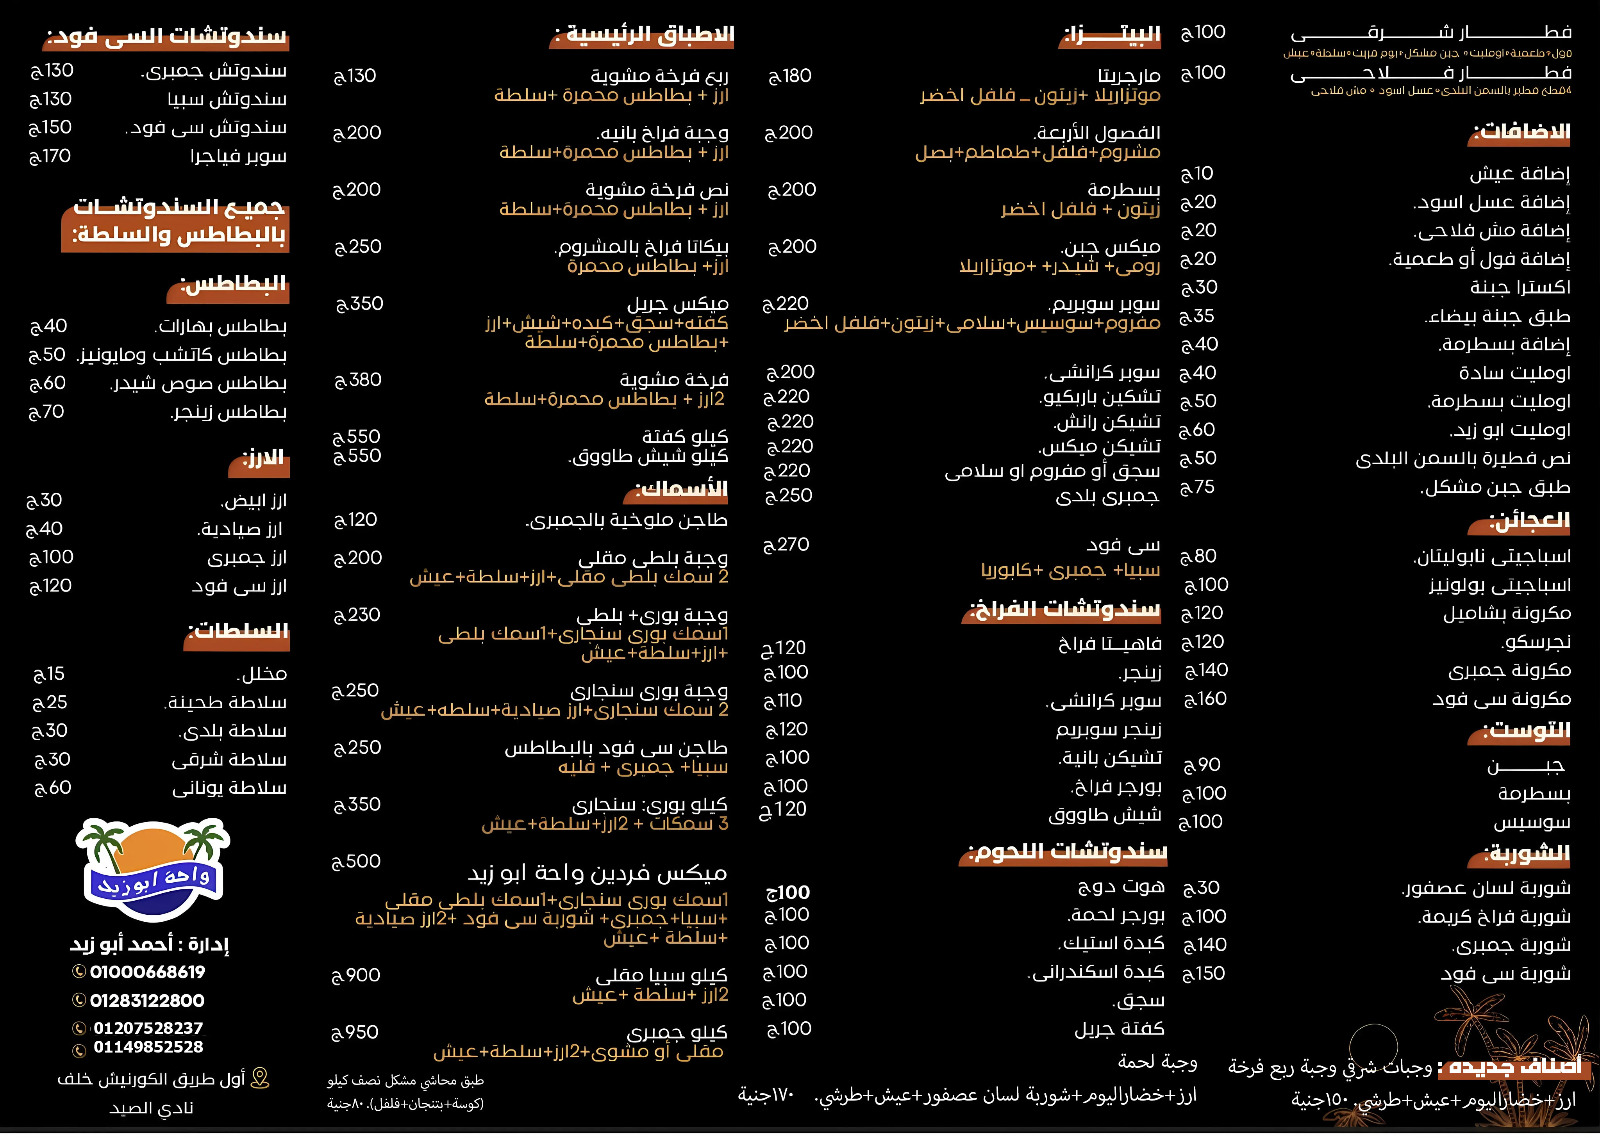 فطـــار شـــرقـــى 100ج
فول+طعمية+اومليت+ جبن مشكل+بوم فريت+سلطة+عيش
فطـــار فـــلاحـــى 100ج
4قطع فطير بالسمن البلدى+عسل اسود + مش فلاحى
الاضافات:
إضافة عيش 10ج
إضافة عسل اسود. 20ج
إضافة مش فلاحى. 20ج
إضافة فول أو طعمية. 20ج
اكسترا جبنة 30ج
طبق جبنة بيضاء. 35ج
إضافة بسطرمة. 40ج
اومليت سادة 40ج
اومليت بسطرمة. 50ج
اومليت ابو زيد. 60ج
نص فطيرة بالسمن البلدى 50ج
طبق جبن مشكل. 75ج
العجائن:
اسباجيتى نابوليتان. 80ج
اسباجيتى بولونيز 100ج
مكرونة بشاميل 120ج
نجرسكو. 120ج
مكرونة جمبرى 140ج
مكرونة سى فود 160ج
التوست:
جبـــن 90ج
بسطرمة 100ج
سوسيس 100ج
الشوربة:
شوربة لسان عصفور. 30ج
شوربة فراخ كريمة. 100ج
شوربة جمبرى. 140ج
شوربة سى فود 150ج
أصناف جديده : وجبات شرقي وجبة ربع فرخة
ارز+خضاراليوم+عيش+طرشي. ١٥٠جنية
البيتـــزا:
مارجريتا 180ج
موتزاريلا +زيتون _ فلفل اخضر
الفصول الأربعة. 200ج
مشروم+فلفل+طماطم+بصل
بسطرمة 200ج
زيتون + فلفل اخضر
ميكس جبن. 200ج
رومى+ شيدر+ +موتزاريلا
سوبر سوبريم. 220ج
مفروم+سوسيس+سلامى+زيتون+فلفل اخضر
سوبر كرانشى. 200ج
تشكين باربكيو. 220ج
تشيكن رانش. 220ج
تشيكن ميكس. 220ج
سجق أو مفروم او سلامى 220ج
جمبرى بلدى 250ج
سى فود 270ج
سبيا+ جمبرى +كابوريا
سندوتشات الفراخ:
فاهيـــتا فراخ 120ج
زينجر. 100ج
سوبر كرانشى. 110ج
زينجر سوبريم 120ج
تشيكن بانية. 100ج
بورجر فراخ. 100ج
شيش طاووق 120ج
سندوتشات اللحوم:
هوت دوج 100ج
بورجر لحمة. 100ج
كبدة استيك. 100ج
كبدة اسكندرانى. 100ج
سجق. 100ج
كفتة جريل 100ج
وجبة لحمة
ارز+خضاراليوم+شوربة لسان عصفور+عيش+طرشي. ١٧٠جنية
الاطباق الرئيسية :
ربع فرخة مشوية 130ج
ارز + بطاطس محمرة +سلطة
وجبة فراخ بانيه. 200ج
ارز + بطاطس محمرة+سلطة
نص فرخة مشوية 200ج
ارز + بطاطس محمرة+سلطة
بيكاتا فراخ بالمشروم. 250ج
ارز+ بطاطس محمرة
ميكس جريل 350ج
كفته+سجق+كبده+شيش+ارز
+بطاطس محمرة+سلطة
فرخة مشوية 380ج
2ارز + بطاطس محمرة+سلطة
كيلو كفتة 550ج
كيلو شيش طاووق. 550ج
الأسماك:
طاجن ملوخية بالجمبرى. 120ج
وجبة بلطى مقلى 200ج
2 سمك بلطى مقلى+ارز+سلطة+عيش
وجبة بورى+ بلطى 230ج
1سمك بورى سنجارى+1سمك بلطى
+ارز+سلطة+عيش
وجبة بورى سنجارى 250ج
2 سمك سنجارى+ارز صيادية+سلطه+عيش
طاجن سى فود بالبطاطس 250ج
سبيا+ جمبرى + فليه
كيلو بورى: سنجارى 350ج
3 سمكات + 2ارز+سلطة+عيش
ميكس فردين واحة ابو زيد 500ج
1سمك بورى سنجارى+1سمك بلطى مقلى
+سبيا+جمبرى+ شوربة سى فود +2ارز صيادية
+سلطة +عيش
كيلو سبيا مقلى 900ج
2ارز +سلطة +عيش
كيلو جمبرى 950ج
مقلى أو مشوى+2ارز+سلطة+عيش
طبق محاشي مشكل نصف كيلو
(كوسة+بتنجان+فلفل). ٨٠جنية
سندوتشات السى فود:
سندوتش جمبرى. 130ج
سندوتش سبيا 130ج
سندوتش سى فود. 150ج
سوبر فياجرا 170ج
جميع السندوتشات
بالبطاطس والسلطة:
البطاطس:
بطاطس بهارات. 40ج
بطاطس كاتشب ومايونيز. 50ج
بطاطس صوص شيدر. 60ج
بطاطس زينجر. 70ج
الارز:
ارز ابيض. 30ج
ارز صيادية. 40ج
ارز جمبرى 100ج
ارز سى فود 120ج
السلطات:
مخلل. 15ج
سلاطة طحينة. 25ج
سلاطة بلدى. 30ج
سلاطة شرقى 30ج
سلاطة يونانى 60ج
واحة ابوزيد
إدارة : أحمد أبو زيد
01000668619
01283122800
01207528237
01149852528
أول طريق الكورنيش خلف
نادي الصيد